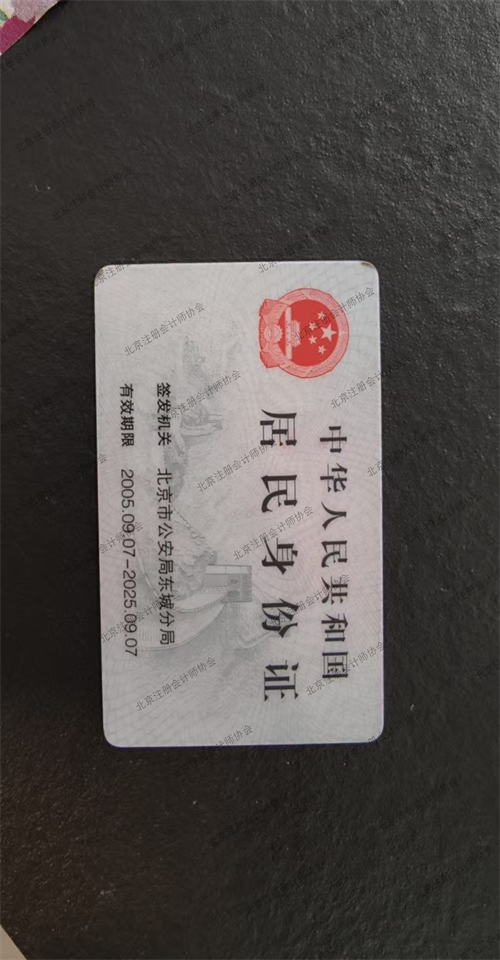 中华人民共和国
居民身份证
签发机关 北京市公安局东城分局
有效期限 2005.09.07-2025.09.07
北京注册会计师协会